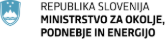 REPUBLIKA SLOVENIJA
MINISTRSTVO ZA OKOLJE,
PODNEBJE IN ENERGIJO